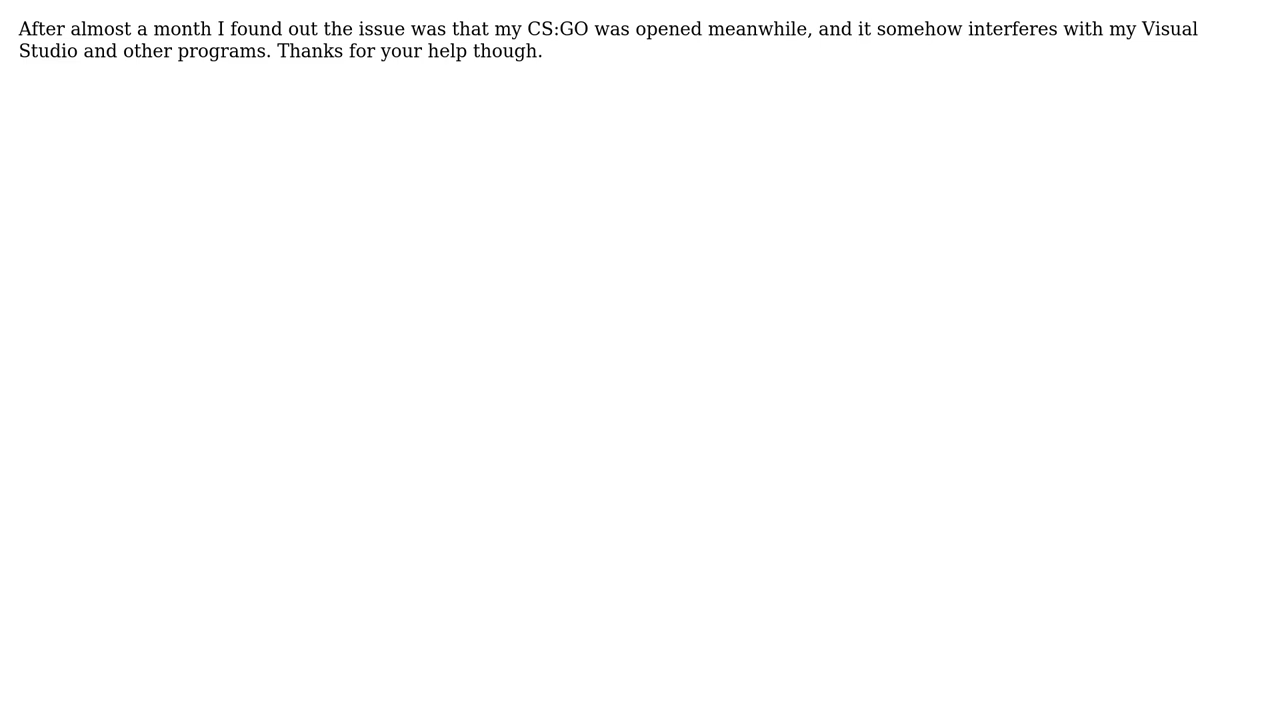 After almost a month I found out the issue was that my CS:GO was opened meanwhile, and it somehow interferes with my Visual
Studio and other programs. Thanks for your help though.